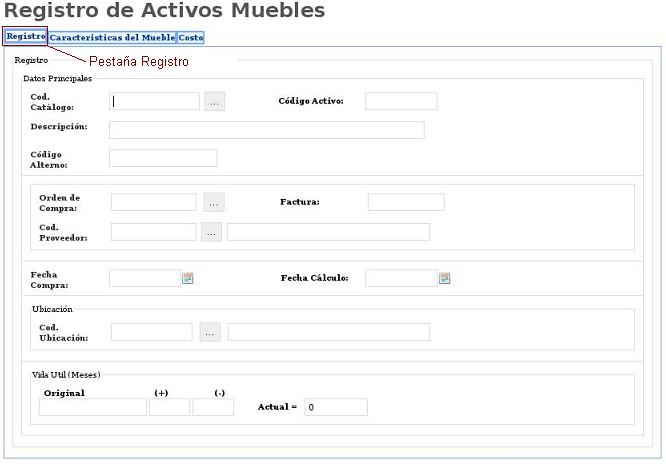 Registro de Activos Muebles
Registro Caracteristicas del Mueble Costo
Pestaña Registro
Registro
Datos Principales
Cod. Catálogo: ... Código Activo:
Descripción:
Código Alterno:
Orden de Compra: ... Factura:
Cod. Proveedor: ...
Fecha Compra: Fecha Cálculo:
Ubicación
Cod. Ubicación: ...
Vida Util (Meses)
Original (+) (-)
Actual = 0